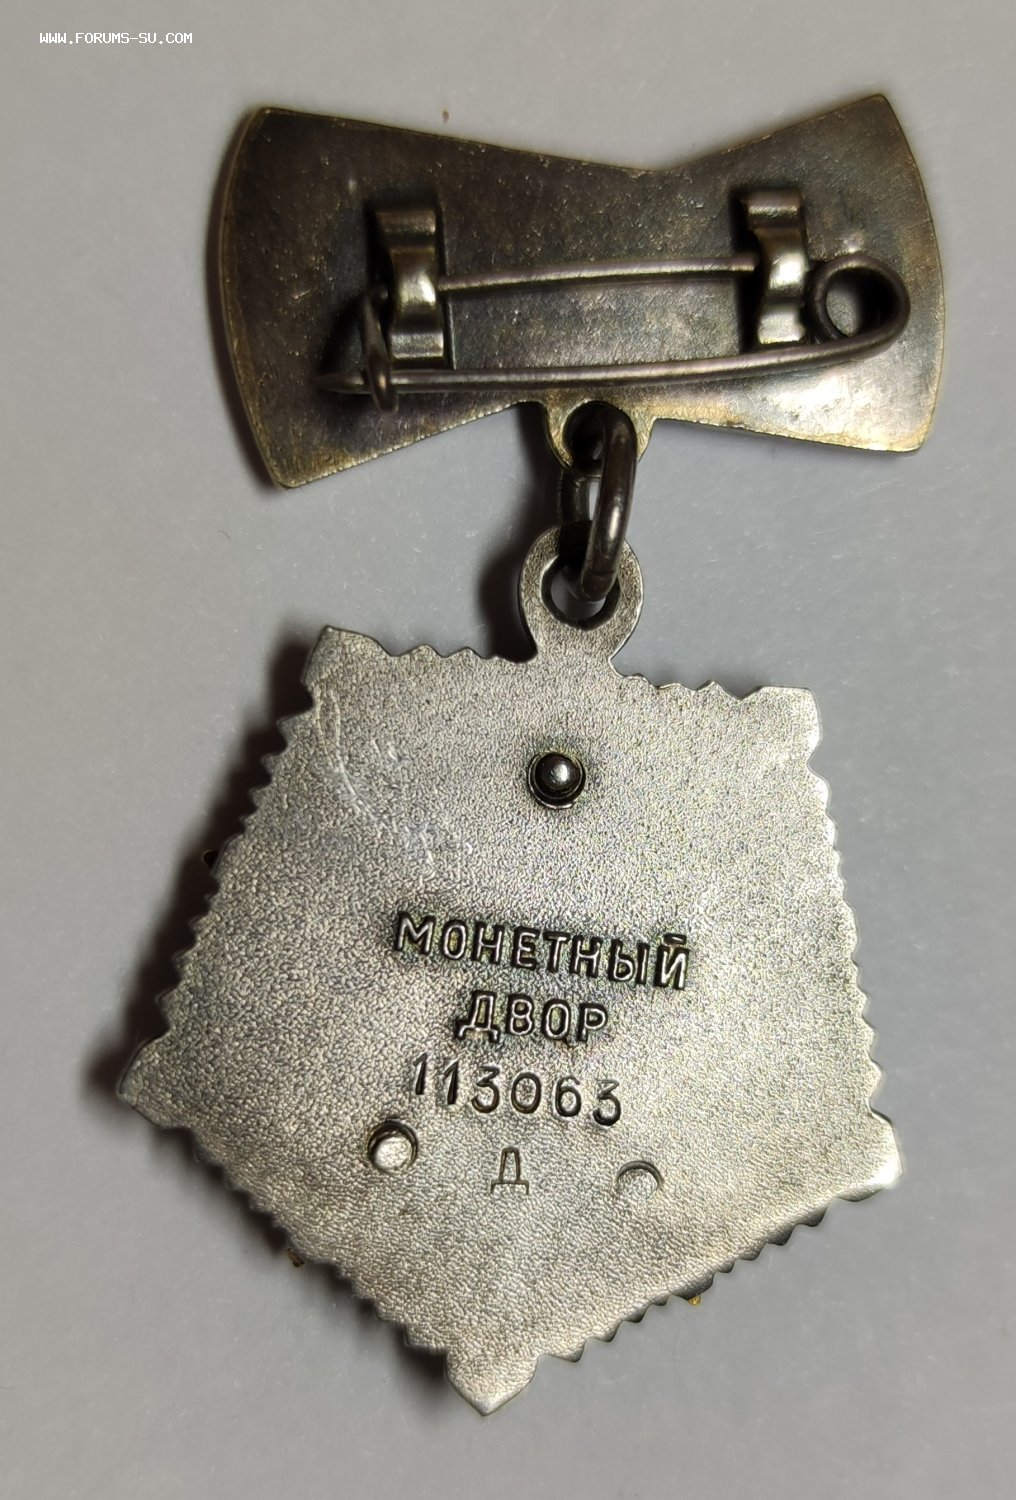 WWW.FORUMS-SU.COM
МОНЕТНЫЙ
ДВОР
113063
Д